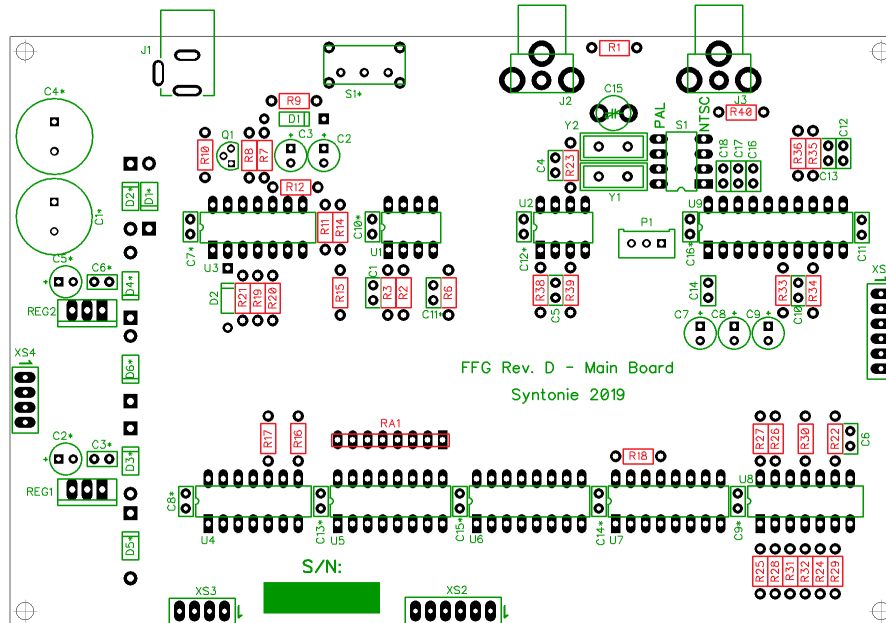 J1
S1*
J2
R1
J3
C4*
R9
D1
C15
PAL
NTSC
R40
Q1
C3
C2
Y2
S1
R10
R8
R7
C4
R23
C18
C17
C16
R36
R35
C12
C13
R12
Y1
D2*
D1*
C1*
C7*
U3
R11
R14
C10*
U1
U2
C12*
P1
U9
C16*
C11
C5*
C6*
D4*
D2
R21
R19
R20
R15
C1
R3
R2
C11*
R6
R38
C5
R39
C14
R33
C10
R34
XS
REG2
C7
C8
C9
XS4
1
D6*
FFG Rev. D - Main Board
Syntonie 2019
R17
R16
RA1
R18
R27
R26
R30
R22
C6
C2*
C3*
D3*
REG1
U8
C8*
U4
C13*
U5
C15*
U6
C14*
U7
C9*
D5*
S/N:
R25
R28
R31
R32
R24
R29
XS3
1
XS2
1